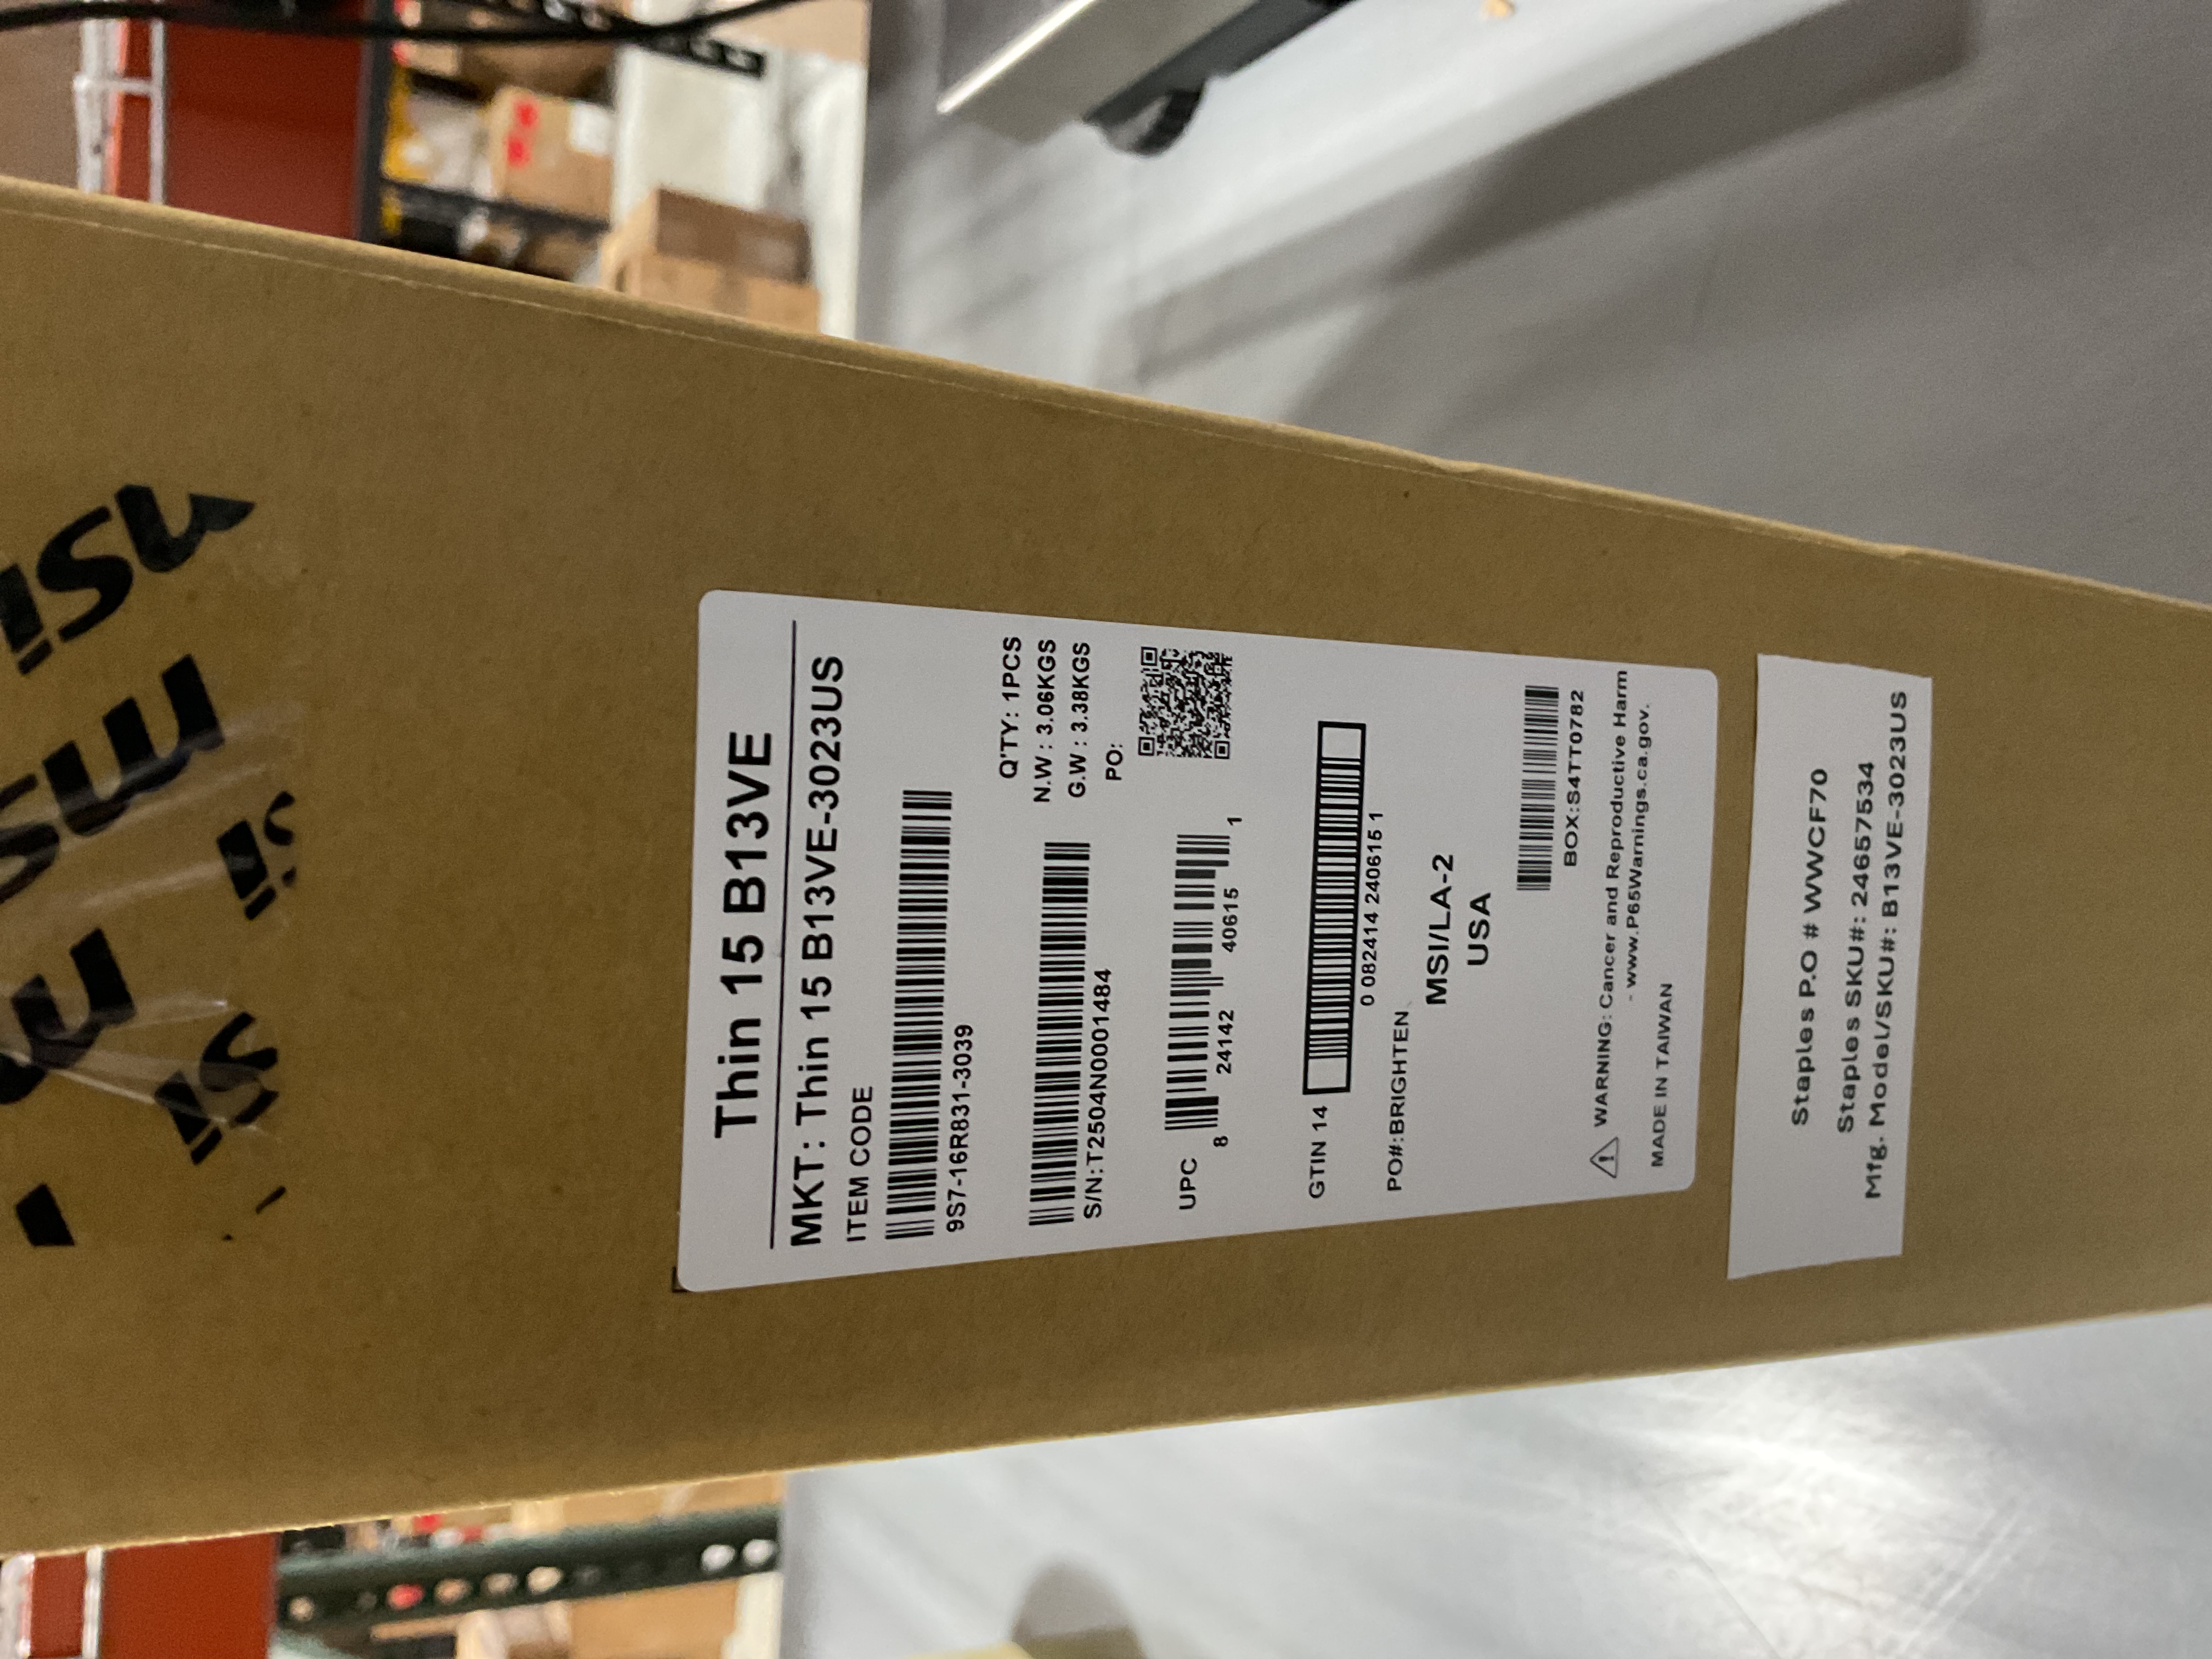 msi
Thin 15 B13VE
MKT: Thin 15 B13VE-3023US
ITEM CODE
9S7-16R831-3039
Q'TY: 1PCS
N.W : 3.06KGS
G.W : 3.38KGS
S/N:T2504N0001484
PO:
UPC
8 24142 40615 1
GTIN 14
0 0824142406151
PO#:BRIGHTEN
MSI/LA-2
USA
BOX:S4TT0782
WARNING: Cancer and Reproductive Harm
- www.P65Warnings.ca.gov.
MADE IN TAIWAN
Staples P.O # WWCF70
Staples SKU#: 24657534
Mfg. Model/SKU#: B13VE-3023US